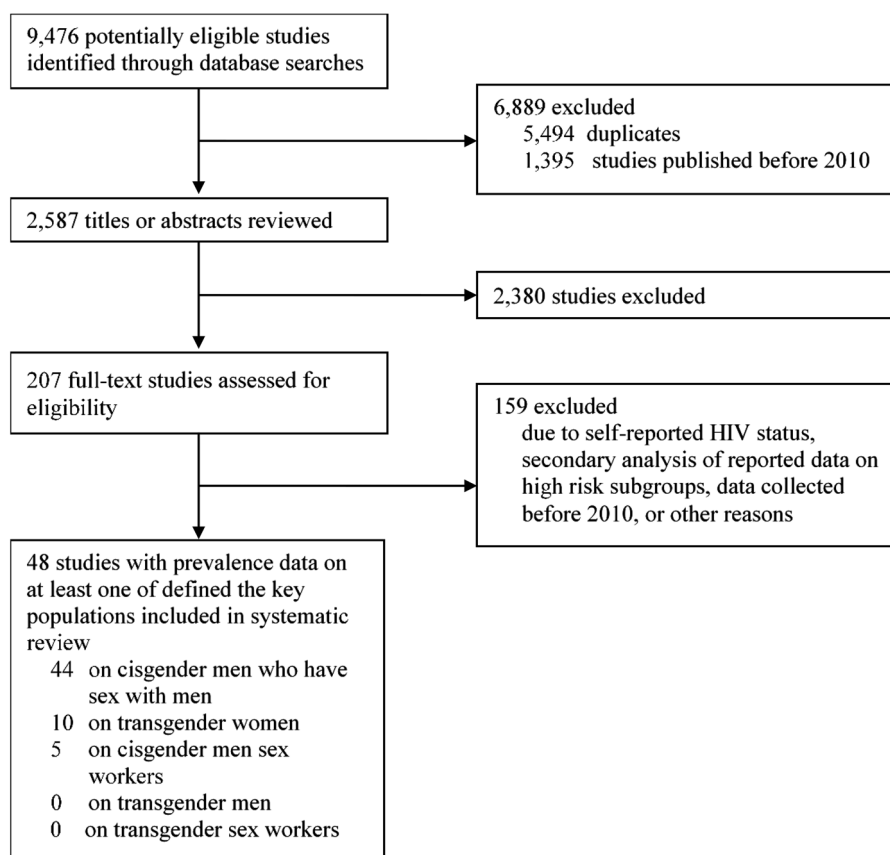 9,476 potentially eligible studies
identified through database searches
6,889 excluded
5,494 duplicates
1,395 studies published before 2010
2,587 titles or abstracts reviewed
2,380 studies excluded
207 full-text studies assessed for
eligibility
159 excluded
due to self-reported HIV status,
secondary analysis of reported data on
high risk subgroups, data collected
before 2010, or other reasons
48 studies with prevalence data on
at least one of defined the key
populations included in systematic
review
44 on cisgender men who have
sex with men
10 on transgender women
5 on cisgender men sex
workers
0 on transgender men
0 on transgender sex workers